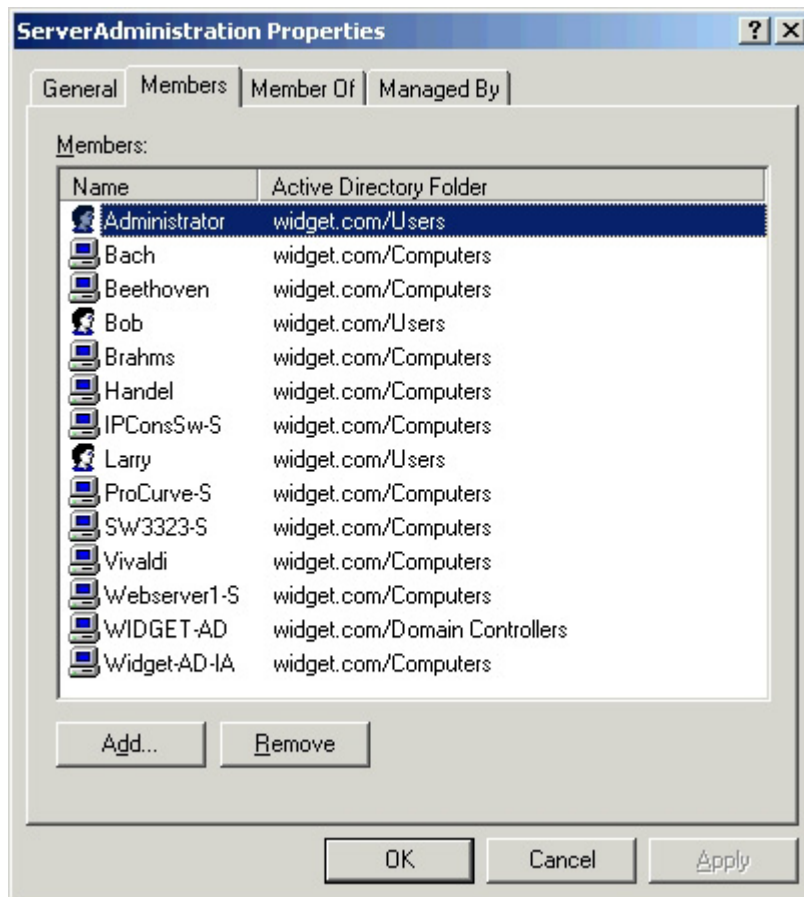 ServerAdministration Properties
General Members Member Of Managed By
Members:
Name Active Directory Folder
Administrator widget.com/Users
Bach widget.com/Computers
Beethoven widget.com/Computers
Bob widget.com/Users
Brahms widget.com/Computers
Handel widget.com/Computers
IPConsSw-S widget.com/Computers
Larry widget.com/Users
ProCurve-S widget.com/Computers
SW3323-S widget.com/Computers
Vivaldi widget.com/Computers
Webserver1-S widget.com/Computers
WIDGET-AD widget.com/Domain Controllers
Widget-AD-IA widget.com/Computers
Add... Remove
OK Cancel Apply